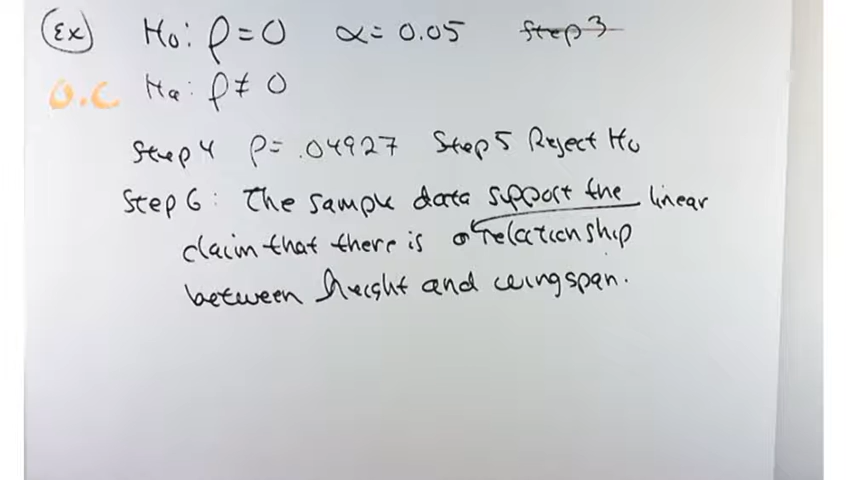 Ex H₀: ρ = 0 α = 0.05 Step 3
O.C Hₐ: ρ ≠ 0
Step 4 P = .04927 Step 5 Reject H₀
Step 6: The sample data support the linear
claim that there is a relationship
between height and wingspan.